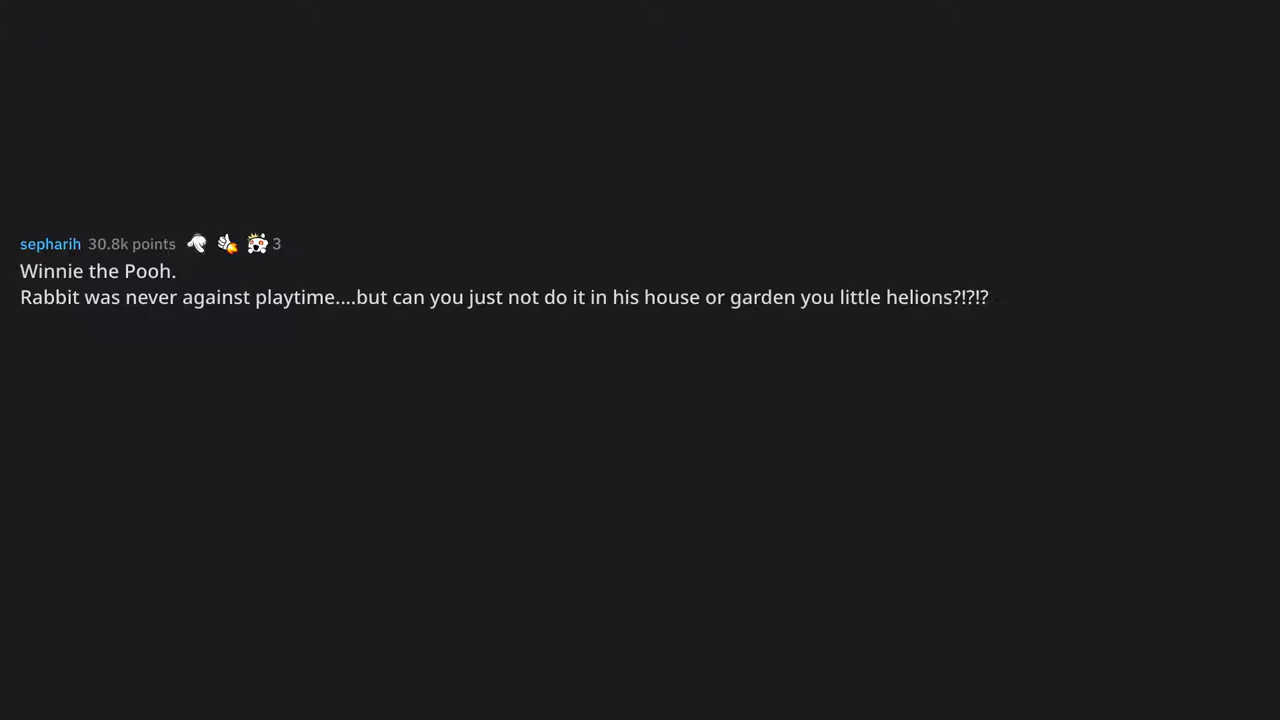 sepharih 30.8k points 3
Winnie the Pooh.
Rabbit was never against playtime....but can you just not do it in his house or garden you little helions?!?!?